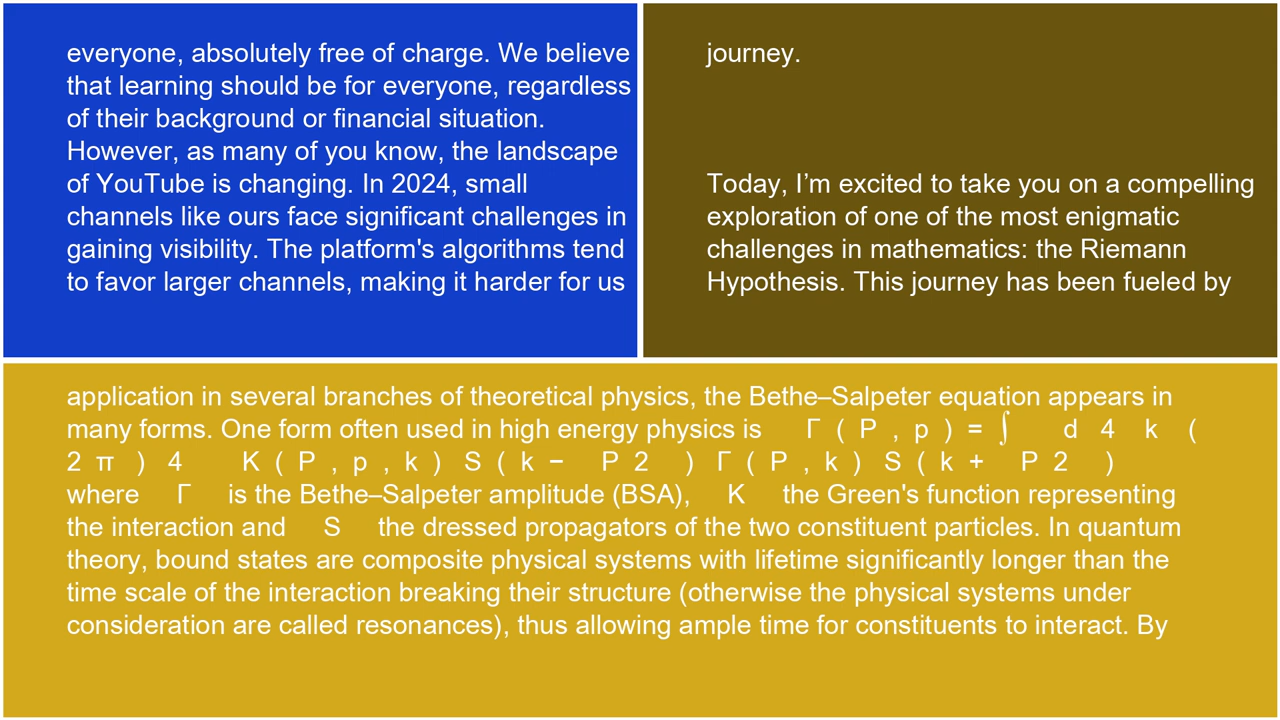 everyone, absolutely free of charge. We believe
that learning should be for everyone, regardless
of their background or financial situation.
However, as many of you know, the landscape
of YouTube is changing. In 2024, small
channels like ours face significant challenges in
gaining visibility. The platform's algorithms tend
to favor larger channels, making it harder for us
journey.
Today, I’m excited to take you on a compelling
exploration of one of the most enigmatic
challenges in mathematics: the Riemann
Hypothesis. This journey has been fueled by
application in several branches of theoretical physics, the Bethe–Salpeter equation appears in
many forms. One form often used in high energy physics is Γ ( P , p ) = ∫ d 4 k (
2 π ) 4 K ( P , p , k ) S ( k − P 2 ) Γ ( P , k ) S ( k + P 2 )
where Γ is the Bethe–Salpeter amplitude (BSA), K the Green's function representing
the interaction and S the dressed propagators of the two constituent particles. In quantum
theory, bound states are composite physical systems with lifetime significantly longer than the
time scale of the interaction breaking their structure (otherwise the physical systems under
consideration are called resonances), thus allowing ample time for constituents to interact. By